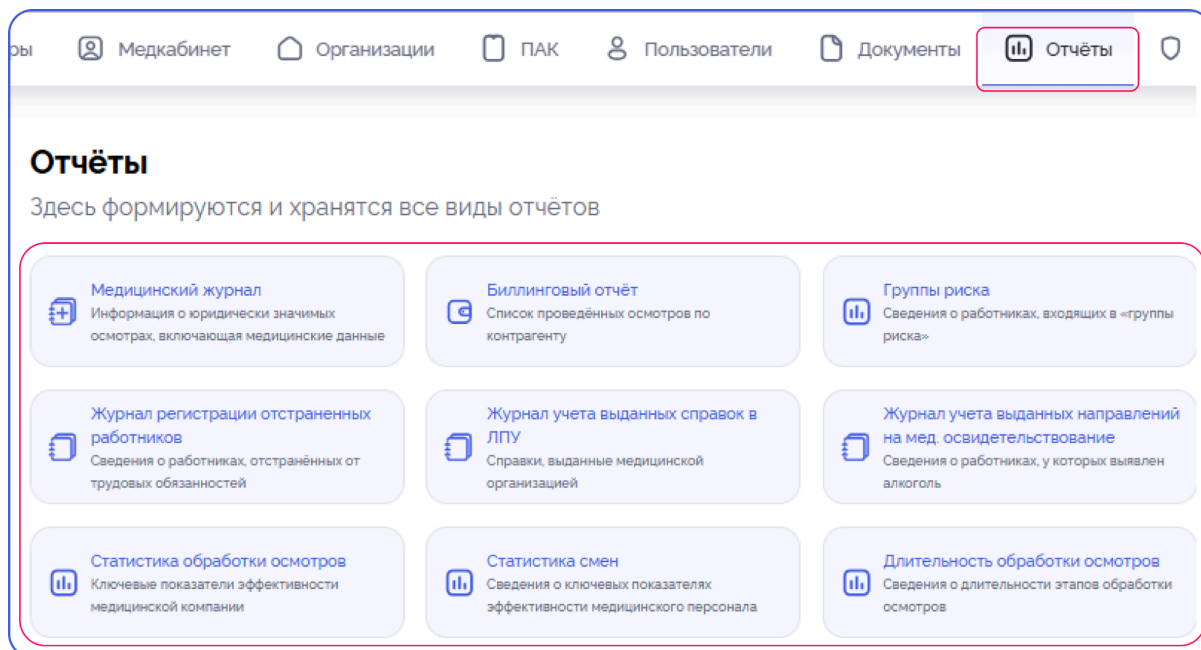 ры Медкабинет Организации ПАК Пользователи Документы Отчёты
Отчёты
Здесь формируются и хранятся все виды отчётов
Медицинский журнал
Информация о юридически значимых
осмотрах, включающая медицинские данные
Биллинговый отчёт
Список проведённых осмотров по
контрагенту
Группы риска
Сведения о работниках, входящих в «группы
риска»
Журнал регистрации отстраненных
работников
Сведения о работниках, отстранённых от
трудовых обязанностей
Журнал учета выданных справок в
ЛПУ
Справки, выданные медицинской
организацией
Журнал учета выданных направлений
на мед. освидетельствование
Сведения о работниках, у которых выявлен
алкоголь
Статистика обработки осмотров
Ключевые показатели эффективности
медицинской компании
Статистика смен
Сведения о ключевых показателях
эффективности медицинского персонала
Длительность обработки осмотров
Сведения о длительности этапов обработки
осмотров